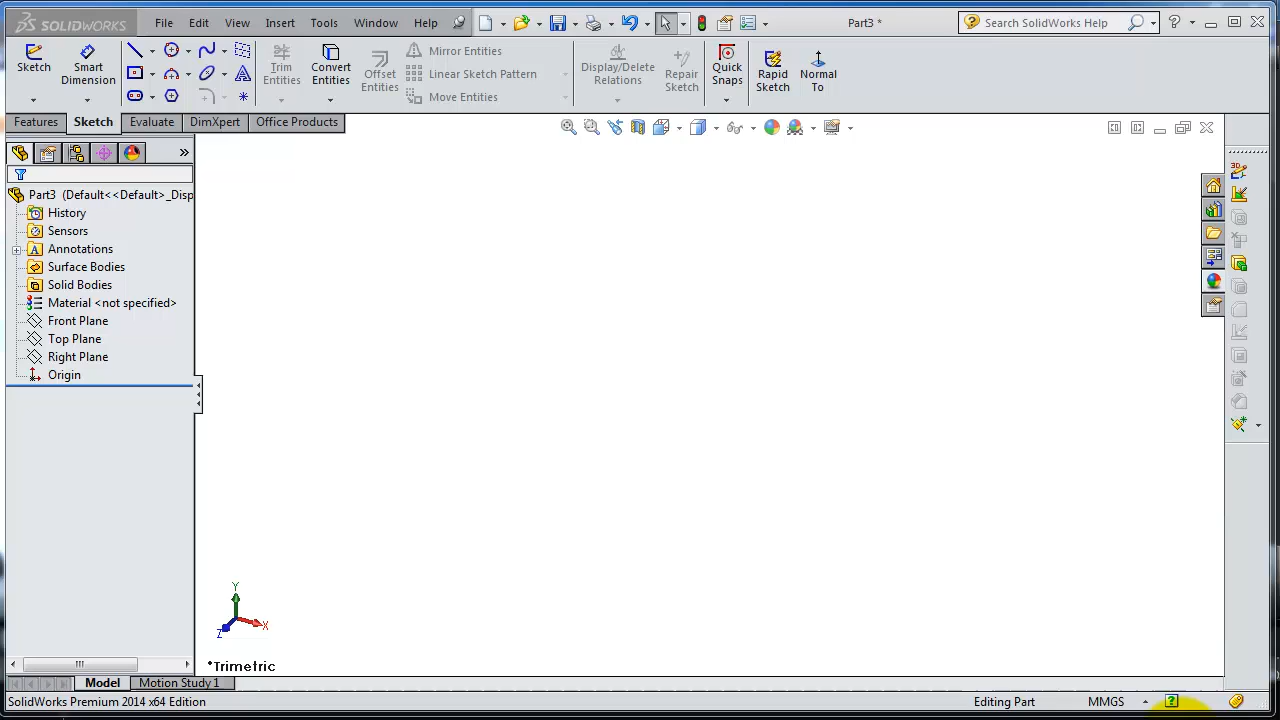 SOLIDWORKS File Edit View Insert Tools Window Help Part3 * Search SolidWorks Help ?
Sketch
Smart Dimension
Trim Entities
Convert Entities
Offset Entities
Mirror Entities
Linear Sketch Pattern
Move Entities
Display/Delete Relations
Repair Sketch
Quick Snaps
Rapid Sketch
Normal To
Features Sketch Evaluate DimXpert Office Products
Part3 (Default<<Default>_Disp
History
Sensors
Annotations
Surface Bodies
Solid Bodies
Material <not specified>
Front Plane
Top Plane
Right Plane
Origin
Y
X
Z
*Trimetric
Model Motion Study 1
SolidWorks Premium 2014 x64 Edition Editing Part MMGS